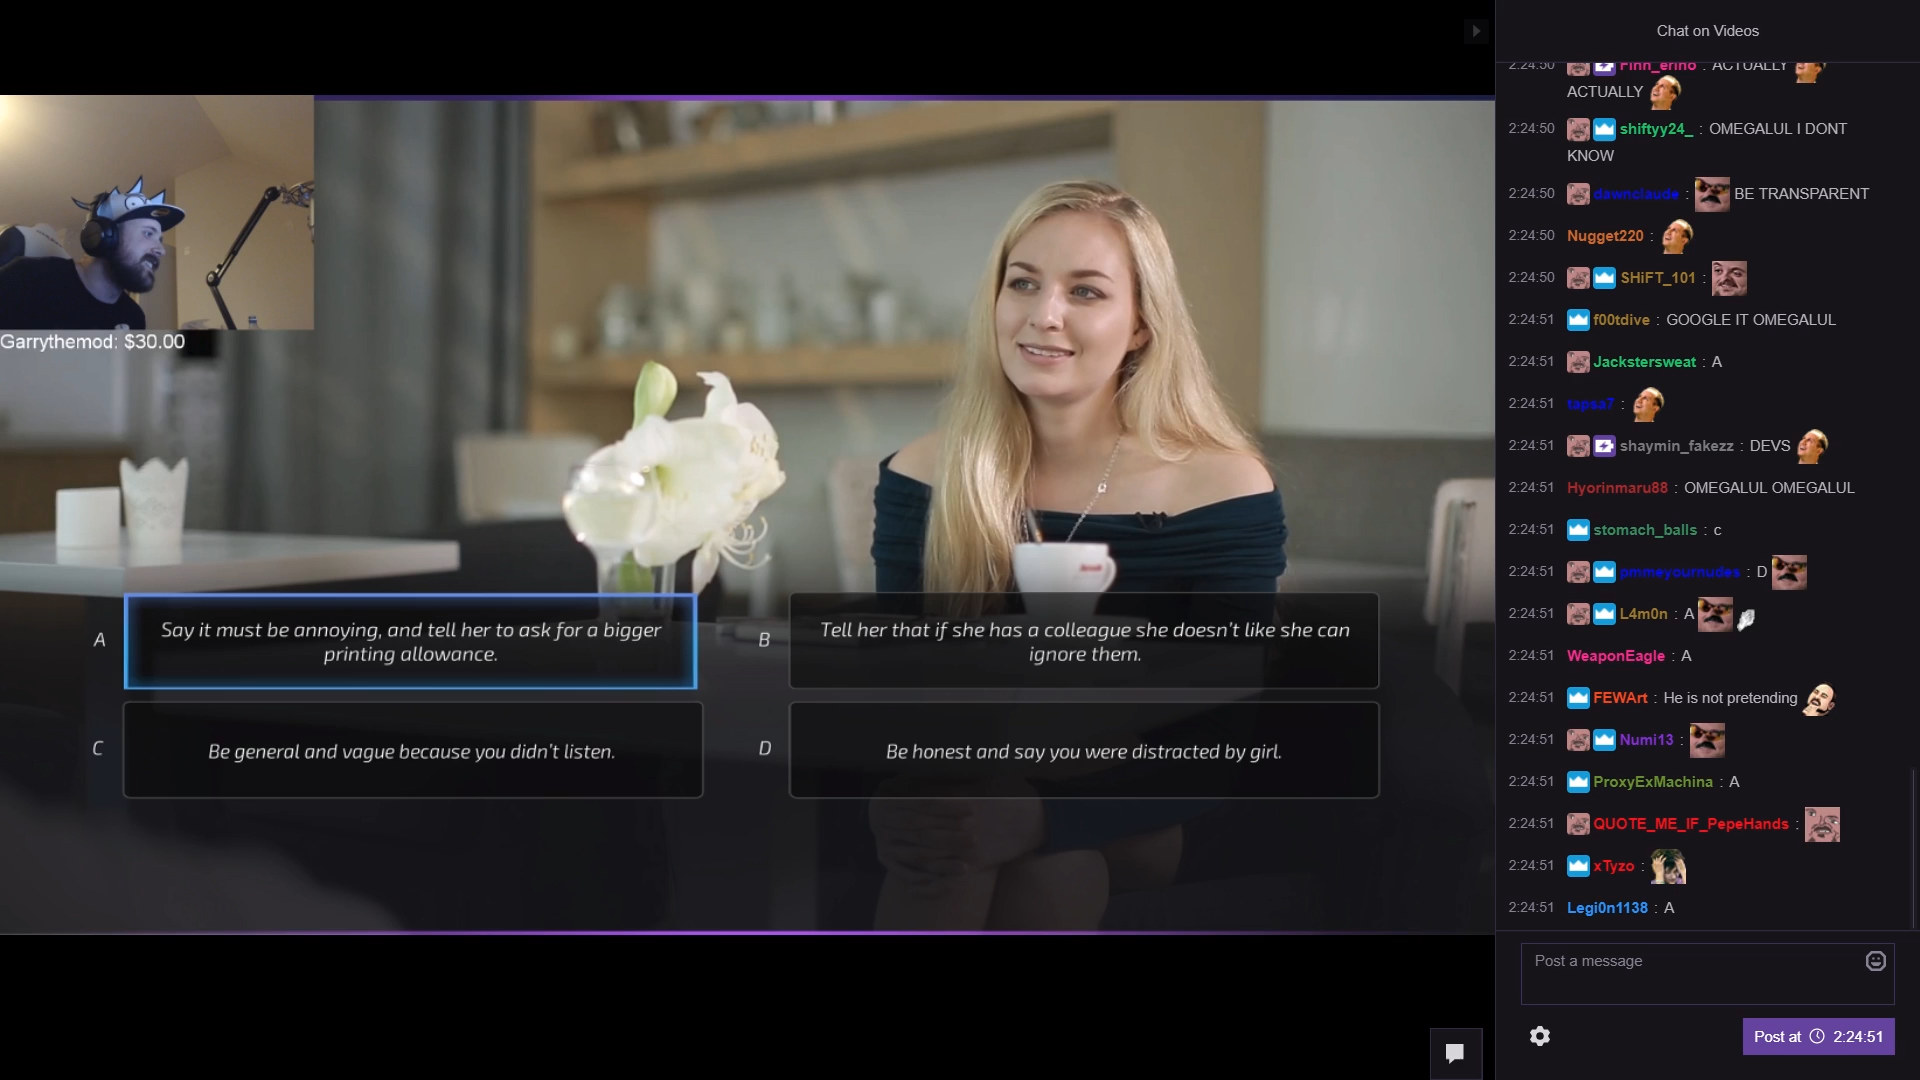 Garrythemod: $30.00
A
Say it must be annoying, and tell her to ask for a bigger
printing allowance.
B
Tell her that if she has a colleague she doesn't like she can
ignore them.
C
Be general and vague because you didn't listen.
D
Be honest and say you were distracted by girl.
Chat on Videos
2:24:50 Finn_erino : ACTUALLY
ACTUALLY
2:24:50 shiftyy24_ : OMEGALUL I DONT
KNOW
2:24:50 dawnclaude : BE TRANSPARENT
2:24:50 Nugget220 :
2:24:50 SHiFT_101 :
2:24:51 f00tdive : GOOGLE IT OMEGALUL
2:24:51 Jackstersweat : A
2:24:51 tapsa7 :
2:24:51 shaymin_fakezz : DEVS
2:24:51 Hyorinmaru88 : OMEGALUL OMEGALUL
2:24:51 stomach_balls : c
2:24:51 pmmeyournudes : D
2:24:51 L4m0n : A
2:24:51 WeaponEagle : A
2:24:51 FEWArt : He is not pretending
2:24:51 Numi13 :
2:24:51 ProxyExMachina : A
2:24:51 QUOTE_ME_IF_PepeHands :
2:24:51 xTyzo :
2:24:51 Legi0n1138 : A
Post a message
Post at 2:24:51